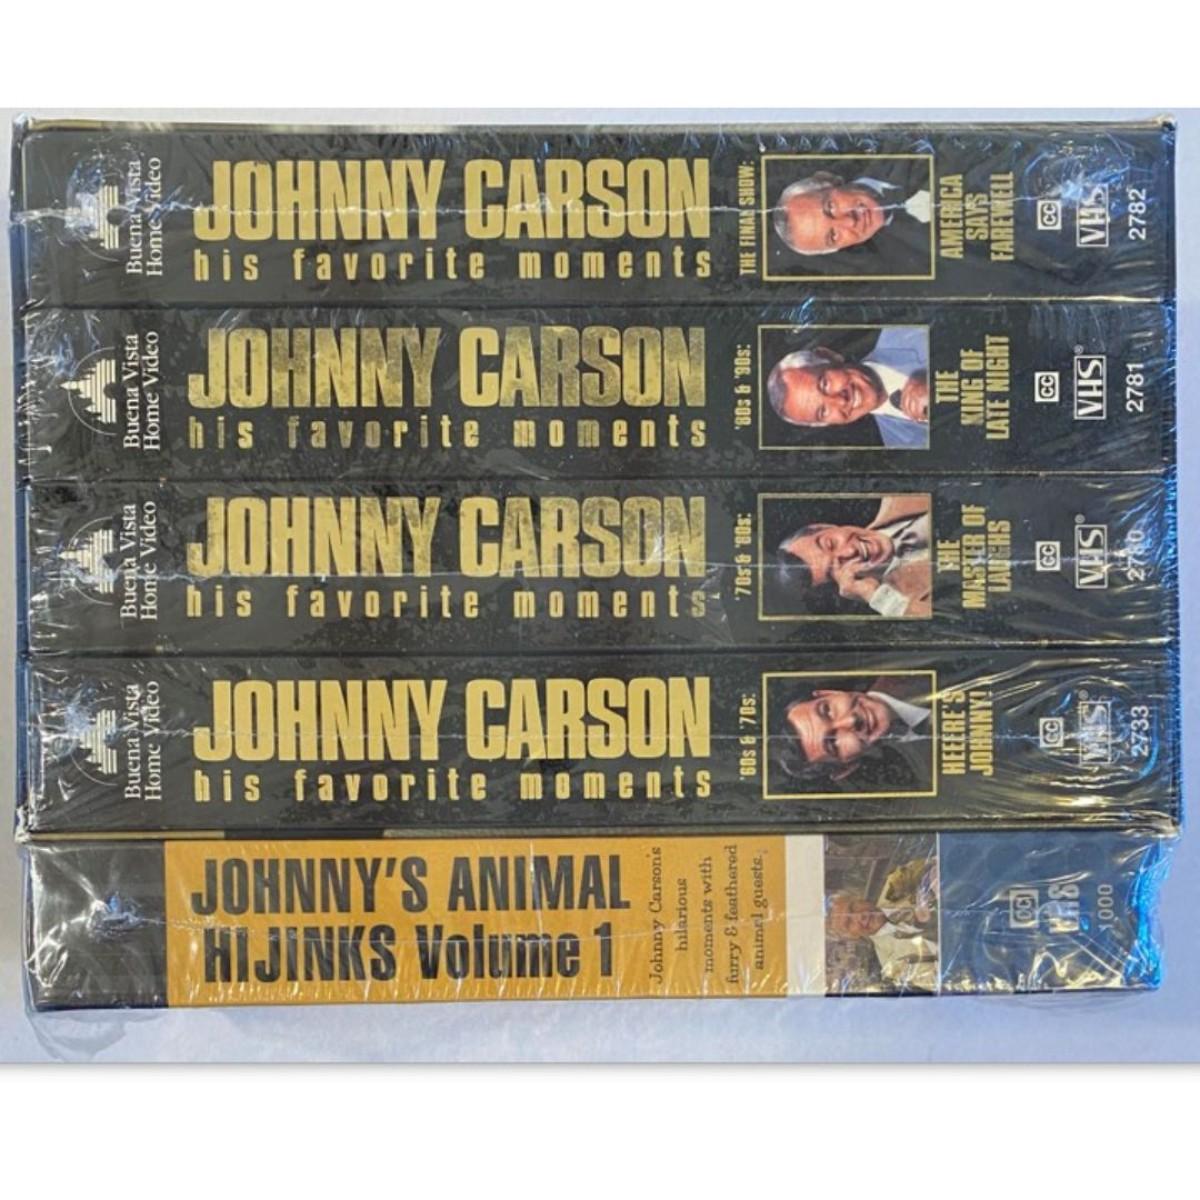 Buena Vista
Home Video
JOHNNY CARSON
his favorite moments
THE FINAL SHOW:
AMERICA
SAYS
FAREWELL
CC
VHS
2782
Buena Vista
Home Video
JOHNNY CARSON
his favorite moments
'80s & '90s:
THE
KING OF
LATE NIGHT
CC
VHS®
2781
Buena Vista
Home Video
JOHNNY CARSON
his favorite moments
'70s & '80s:
THE
MASTER OF
LAUGHS
CC
VHS®
2780
Buena Vista
Home Video
JOHNNY CARSON
his favorite moments
'60s & '70s:
HEEERE'S
JOHNNY!
CC
VHS®
2733
JOHNNY'S ANIMAL
HIJINKS Volume 1
Johnny Carson's
hilarious
moments with
furry & feathered
animal guests.
CC
VHS
1000